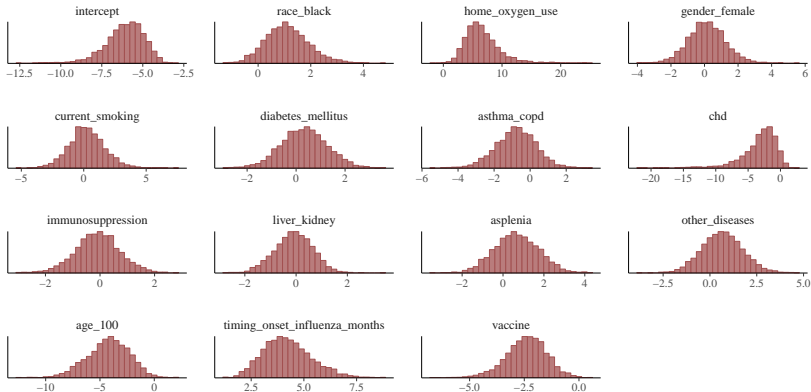 intercept race_black home_oxygen_use gender_female
−12.5 −10.0 −7.5 −5.0 −2.5 0 2 4 0 10 20 −4 −2 0 2 4 6
current_smoking diabetes_mellitus asthma_copd chd
−5 0 5 −2 0 2 −6 −4 −2 0 2 −20 −15 −10 −5 0
immunosuppression liver_kidney asplenia other_diseases
−2 0 2 −2 0 2 −2 0 2 4 −2.5 0.0 2.5 5.0
age_100 timing_onset_influenza_months vaccine
−10 −5 0 2.5 5.0 7.5 −5.0 −2.5 0.0